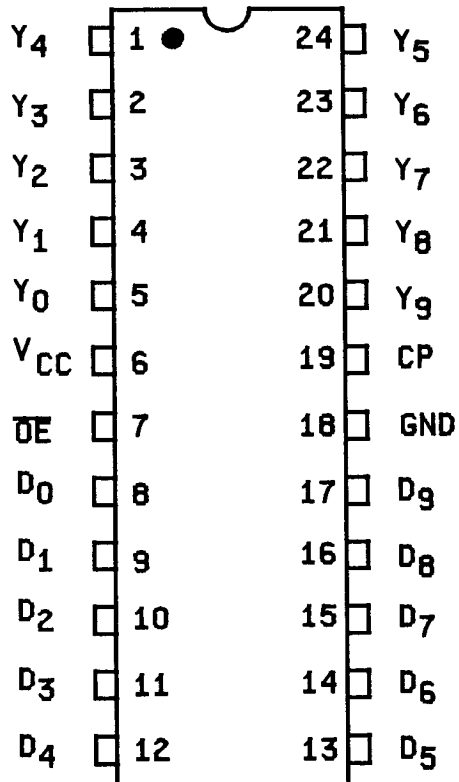 Y4 1 24 Y5
Y3 2 23 Y6
Y2 3 22 Y7
Y1 4 21 Y8
Y0 5 20 Y9
VCC 6 19 CP
OE 7 18 GND
D0 8 17 D9
D1 9 16 D8
D2 10 15 D7
D3 11 14 D6
D4 12 13 D5